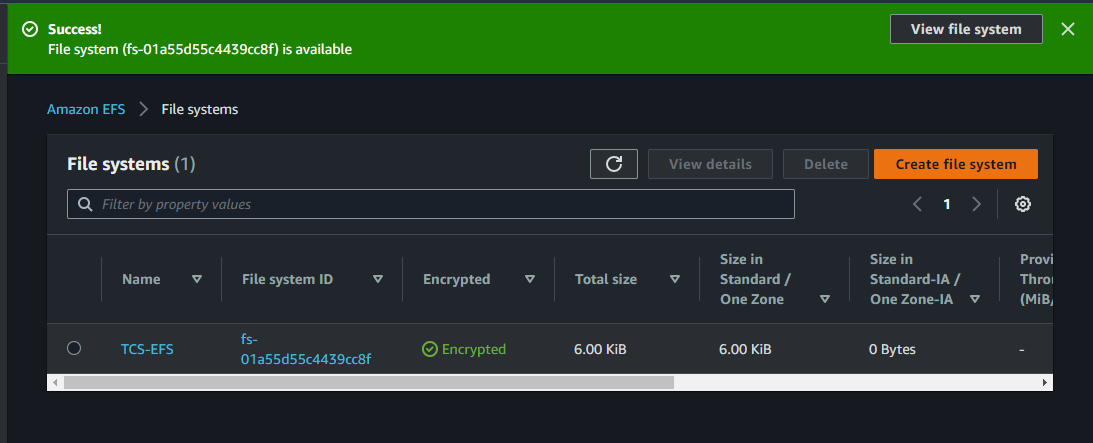 Success!
File system (fs-01a55d55c4439cc8f) is available
View file system
Amazon EFS
File systems
File systems (1)
View details
Delete
Create file system
Filter by property values
1
Name
File system ID
Encrypted
Total size
Size in
Standard /
One Zone
Size in
Standard-IA /
One Zone-IA
Provi
Throu
(MiB/
TCS-EFS
fs-
01a55d55c4439cc8f
Encrypted
6.00 KiB
6.00 KiB
0 Bytes
-